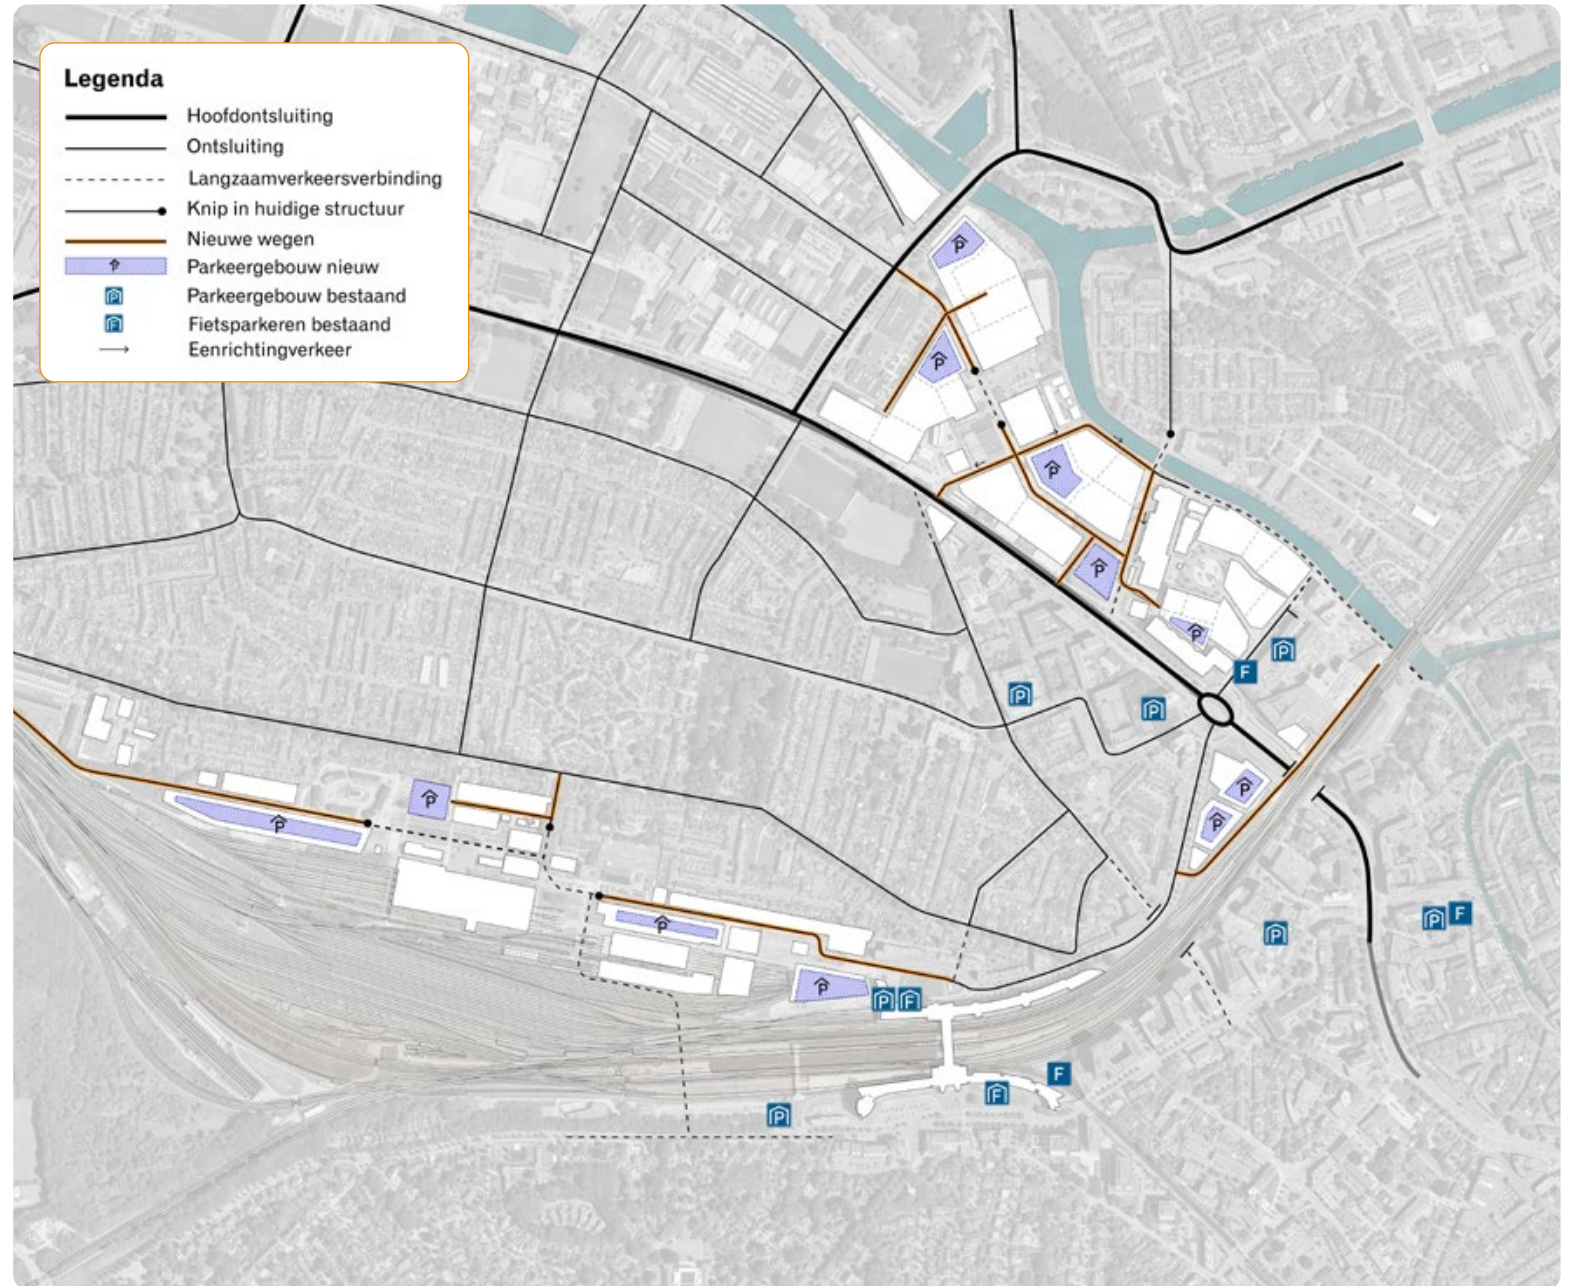 Legenda
Hoofdontsluiting
Ontsluiting
Langzaamverkeersverbinding
Knip in huidige structuur
Nieuwe wegen
P Parkeergebouw nieuw
P Parkeergebouw bestaand
F Fietsparkeren bestaand
Eenrichtingverkeer
P
P
P
P
P
F
P
P
P
P
P
P
P
P
F
P
P
P
P
F
F
F
P